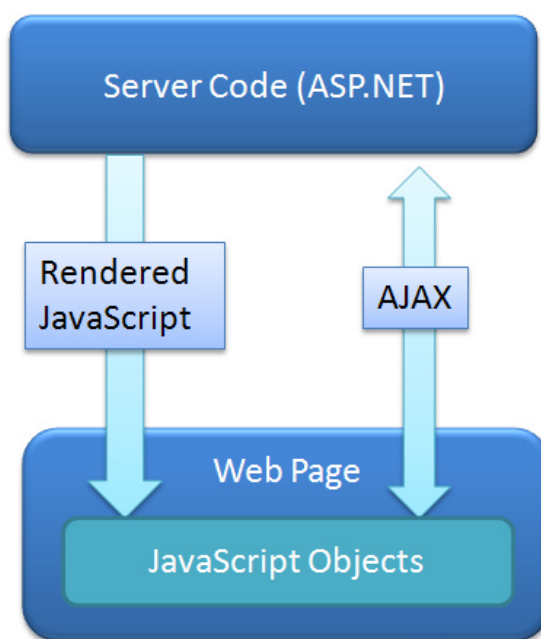 Server Code (ASP.NET)
Rendered
JavaScript
AJAX
Web Page
JavaScript Objects